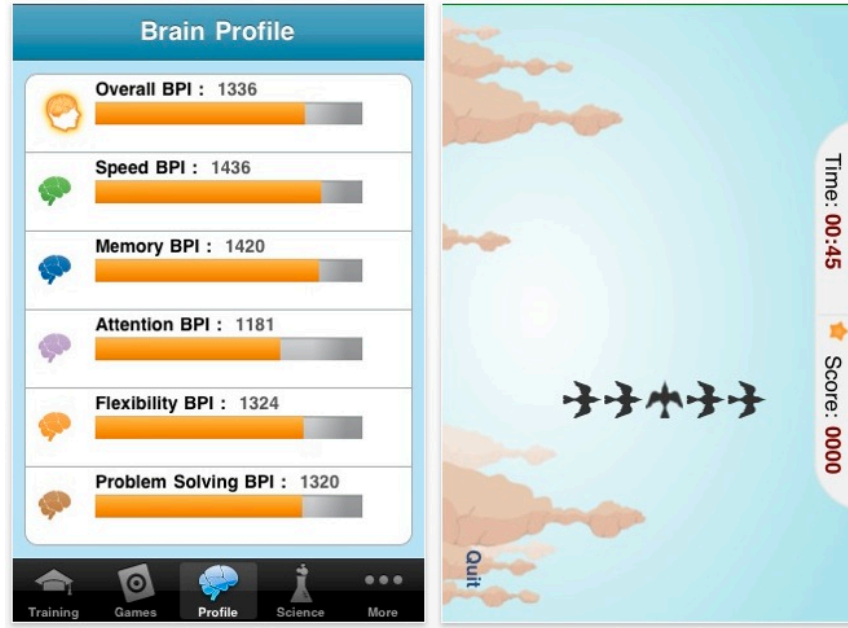 Brain Profile
Overall BPI : 1336
Speed BPI : 1436
Memory BPI : 1420
Attention BPI : 1181
Flexibility BPI : 1324
Problem Solving BPI : 1320
Training Games Profile Science More
Time: 00:45 Score: 0000
Quit